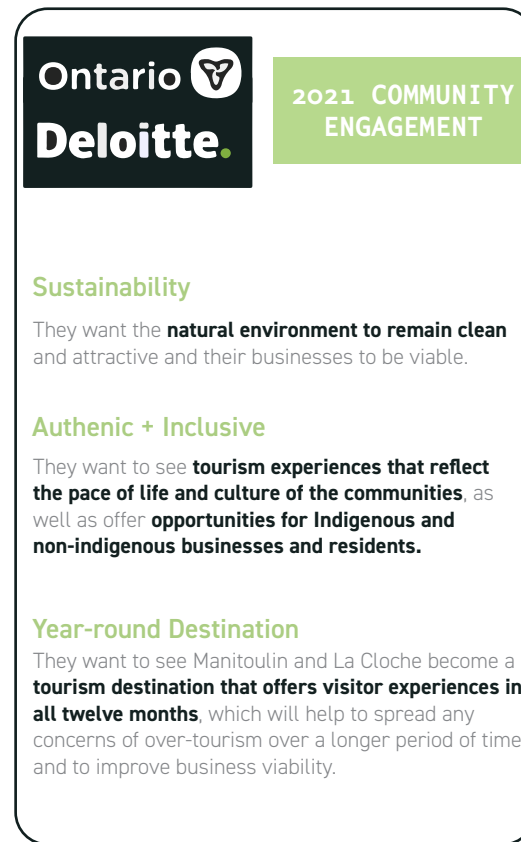 Ontario
Deloitte.
2021 COMMUNITY
ENGAGEMENT
Sustainability
They want the natural environment to remain clean
and attractive and their businesses to be viable.
Authenic + Inclusive
They want to see tourism experiences that reflect
the pace of life and culture of the communities, as
well as offer opportunities for Indigenous and
non-indigenous businesses and residents.
Year-round Destination
They want to see Manitoulin and La Cloche become a
tourism destination that offers visitor experiences in
all twelve months, which will help to spread any
concerns of over-tourism over a longer period of time
and to improve business viability.